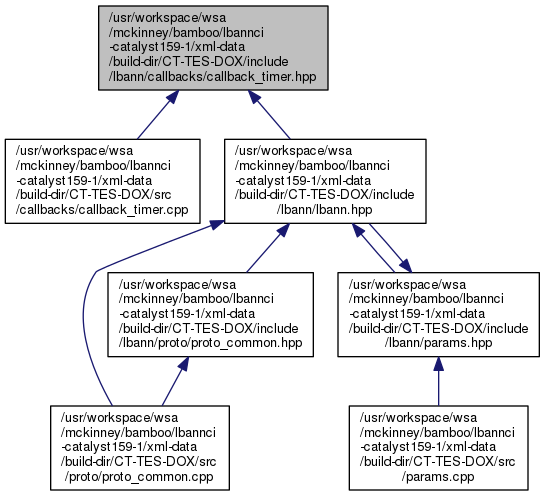 /usr/workspace/wsa
/mckinney/bamboo/lbannci
-catalyst159-1/xml-data
/build-dir/CT-TES-DOX/include
/lbann/callbacks/callback_timer.hpp
/usr/workspace/wsa
/mckinney/bamboo/lbannci
-catalyst159-1/xml-data
/build-dir/CT-TES-DOX/src
/callbacks/callback_timer.cpp
/usr/workspace/wsa
/mckinney/bamboo/lbannci
-catalyst159-1/xml-data
/build-dir/CT-TES-DOX/include
/lbann/lbann.hpp
/usr/workspace/wsa
/mckinney/bamboo/lbannci
-catalyst159-1/xml-data
/build-dir/CT-TES-DOX/include
/lbann/proto/proto_common.hpp
/usr/workspace/wsa
/mckinney/bamboo/lbannci
-catalyst159-1/xml-data
/build-dir/CT-TES-DOX/include
/lbann/params.hpp
/usr/workspace/wsa
/mckinney/bamboo/lbannci
-catalyst159-1/xml-data
/build-dir/CT-TES-DOX/src
/proto/proto_common.cpp
/usr/workspace/wsa
/mckinney/bamboo/lbannci
-catalyst159-1/xml-data
/build-dir/CT-TES-DOX/src
/params.cpp